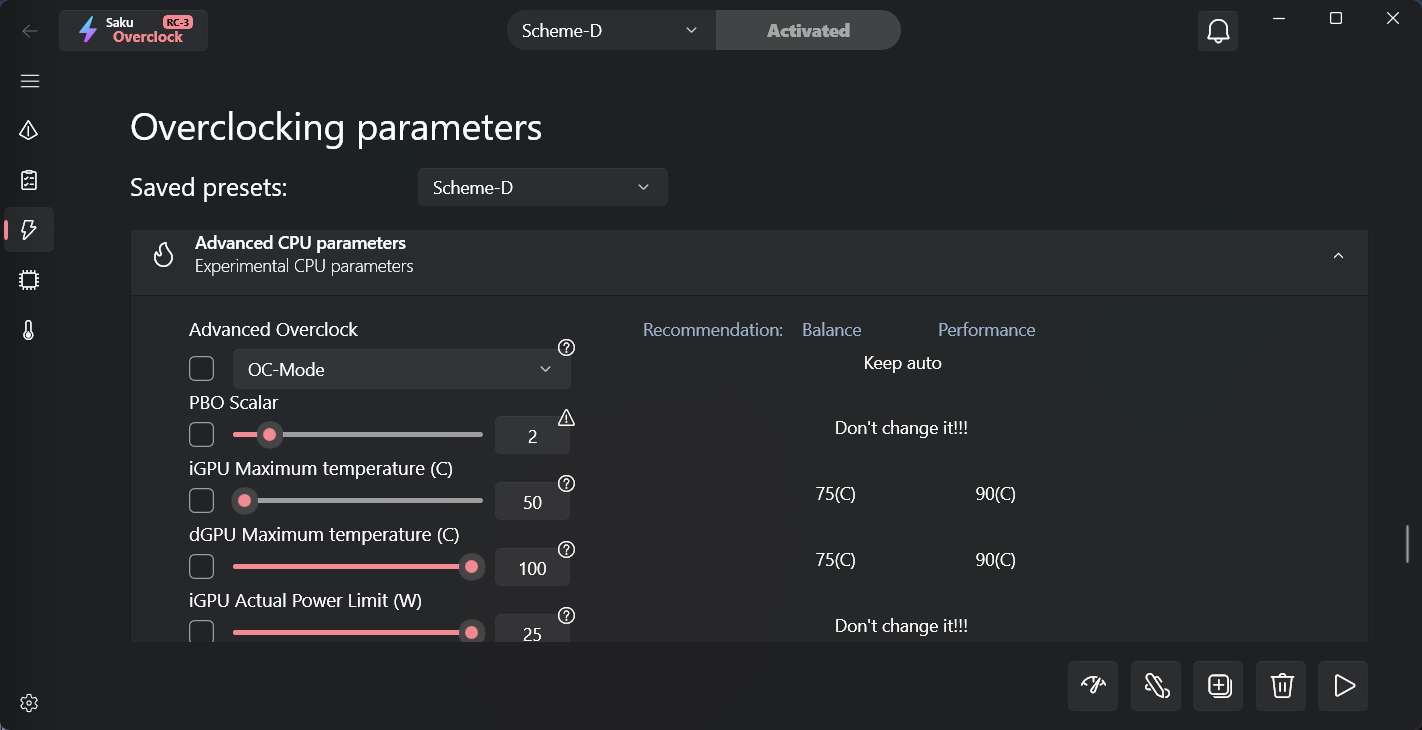 Saku RC-3
Overclock
Scheme-D
Activated
Overclocking parameters
Saved presets:
Scheme-D
Advanced CPU parameters
Experimental CPU parameters
Advanced Overclock
Recommendation: Balance Performance
OC-Mode
Keep auto
PBO Scalar
2
Don't change it!!!
iGPU Maximum temperature (C)
50
75(C) 90(C)
dGPU Maximum temperature (C)
100
75(C) 90(C)
iGPU Actual Power Limit (W)
25
Don't change it!!!